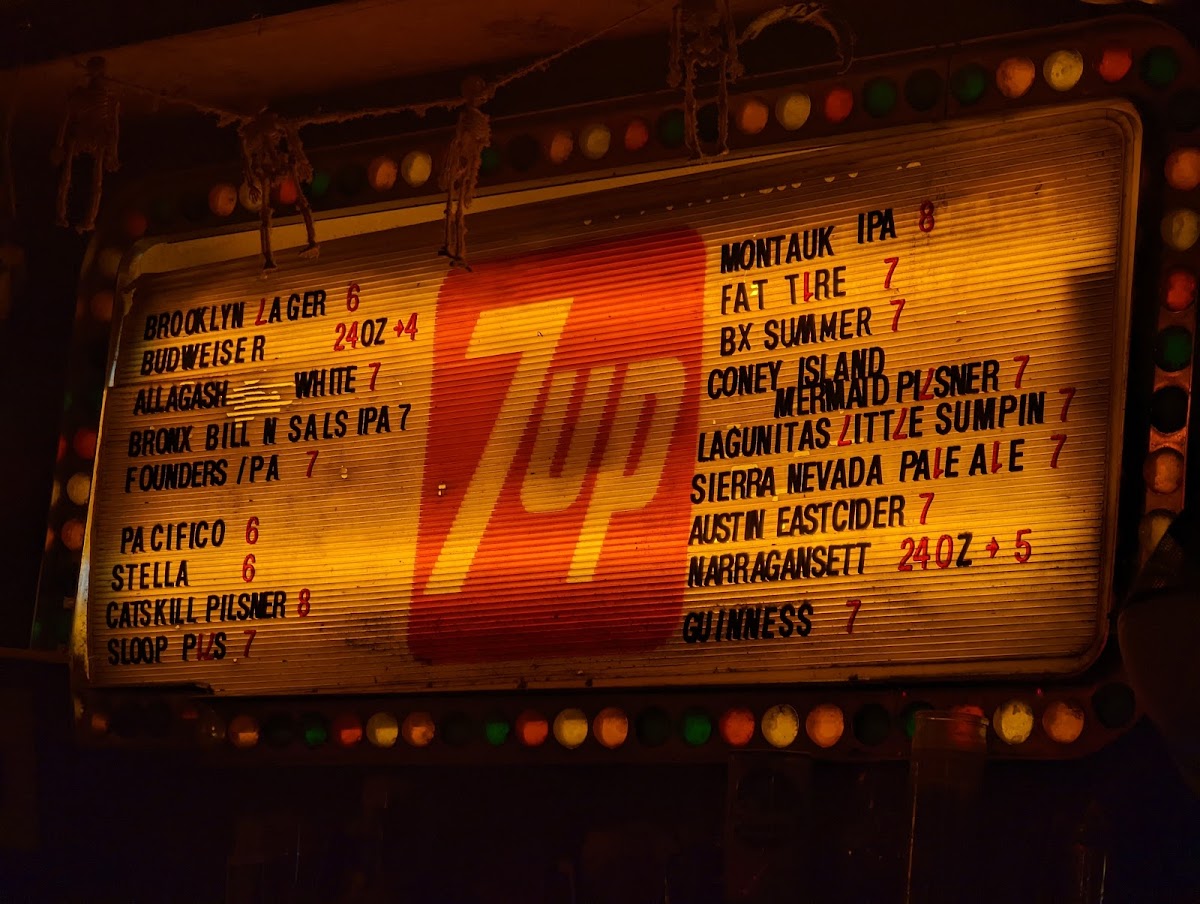 BROOKLYN LAGER 6
BUDWEISER 24OZ → 4
ALLAGASH WHITE 7
BRONX BILL N SALS IPA 7
FOUNDERS /PA 7
PACIFICO 6
STELLA 6
CATSKILL PILSNER 8
SLOOP PILS 7
7up
MONTAUK IPA 8
FAT TIRE 7
BX SUMMER 7
CONEY ISLAND
MERMAID PILSNER 7
LAGUNITAS LITTLE SUMPIN 7
SIERRA NEVADA PALE ALE 7
AUSTIN EASTCIDER 7
NARRAGANSETT 24OZ → 5
GUINNESS 7